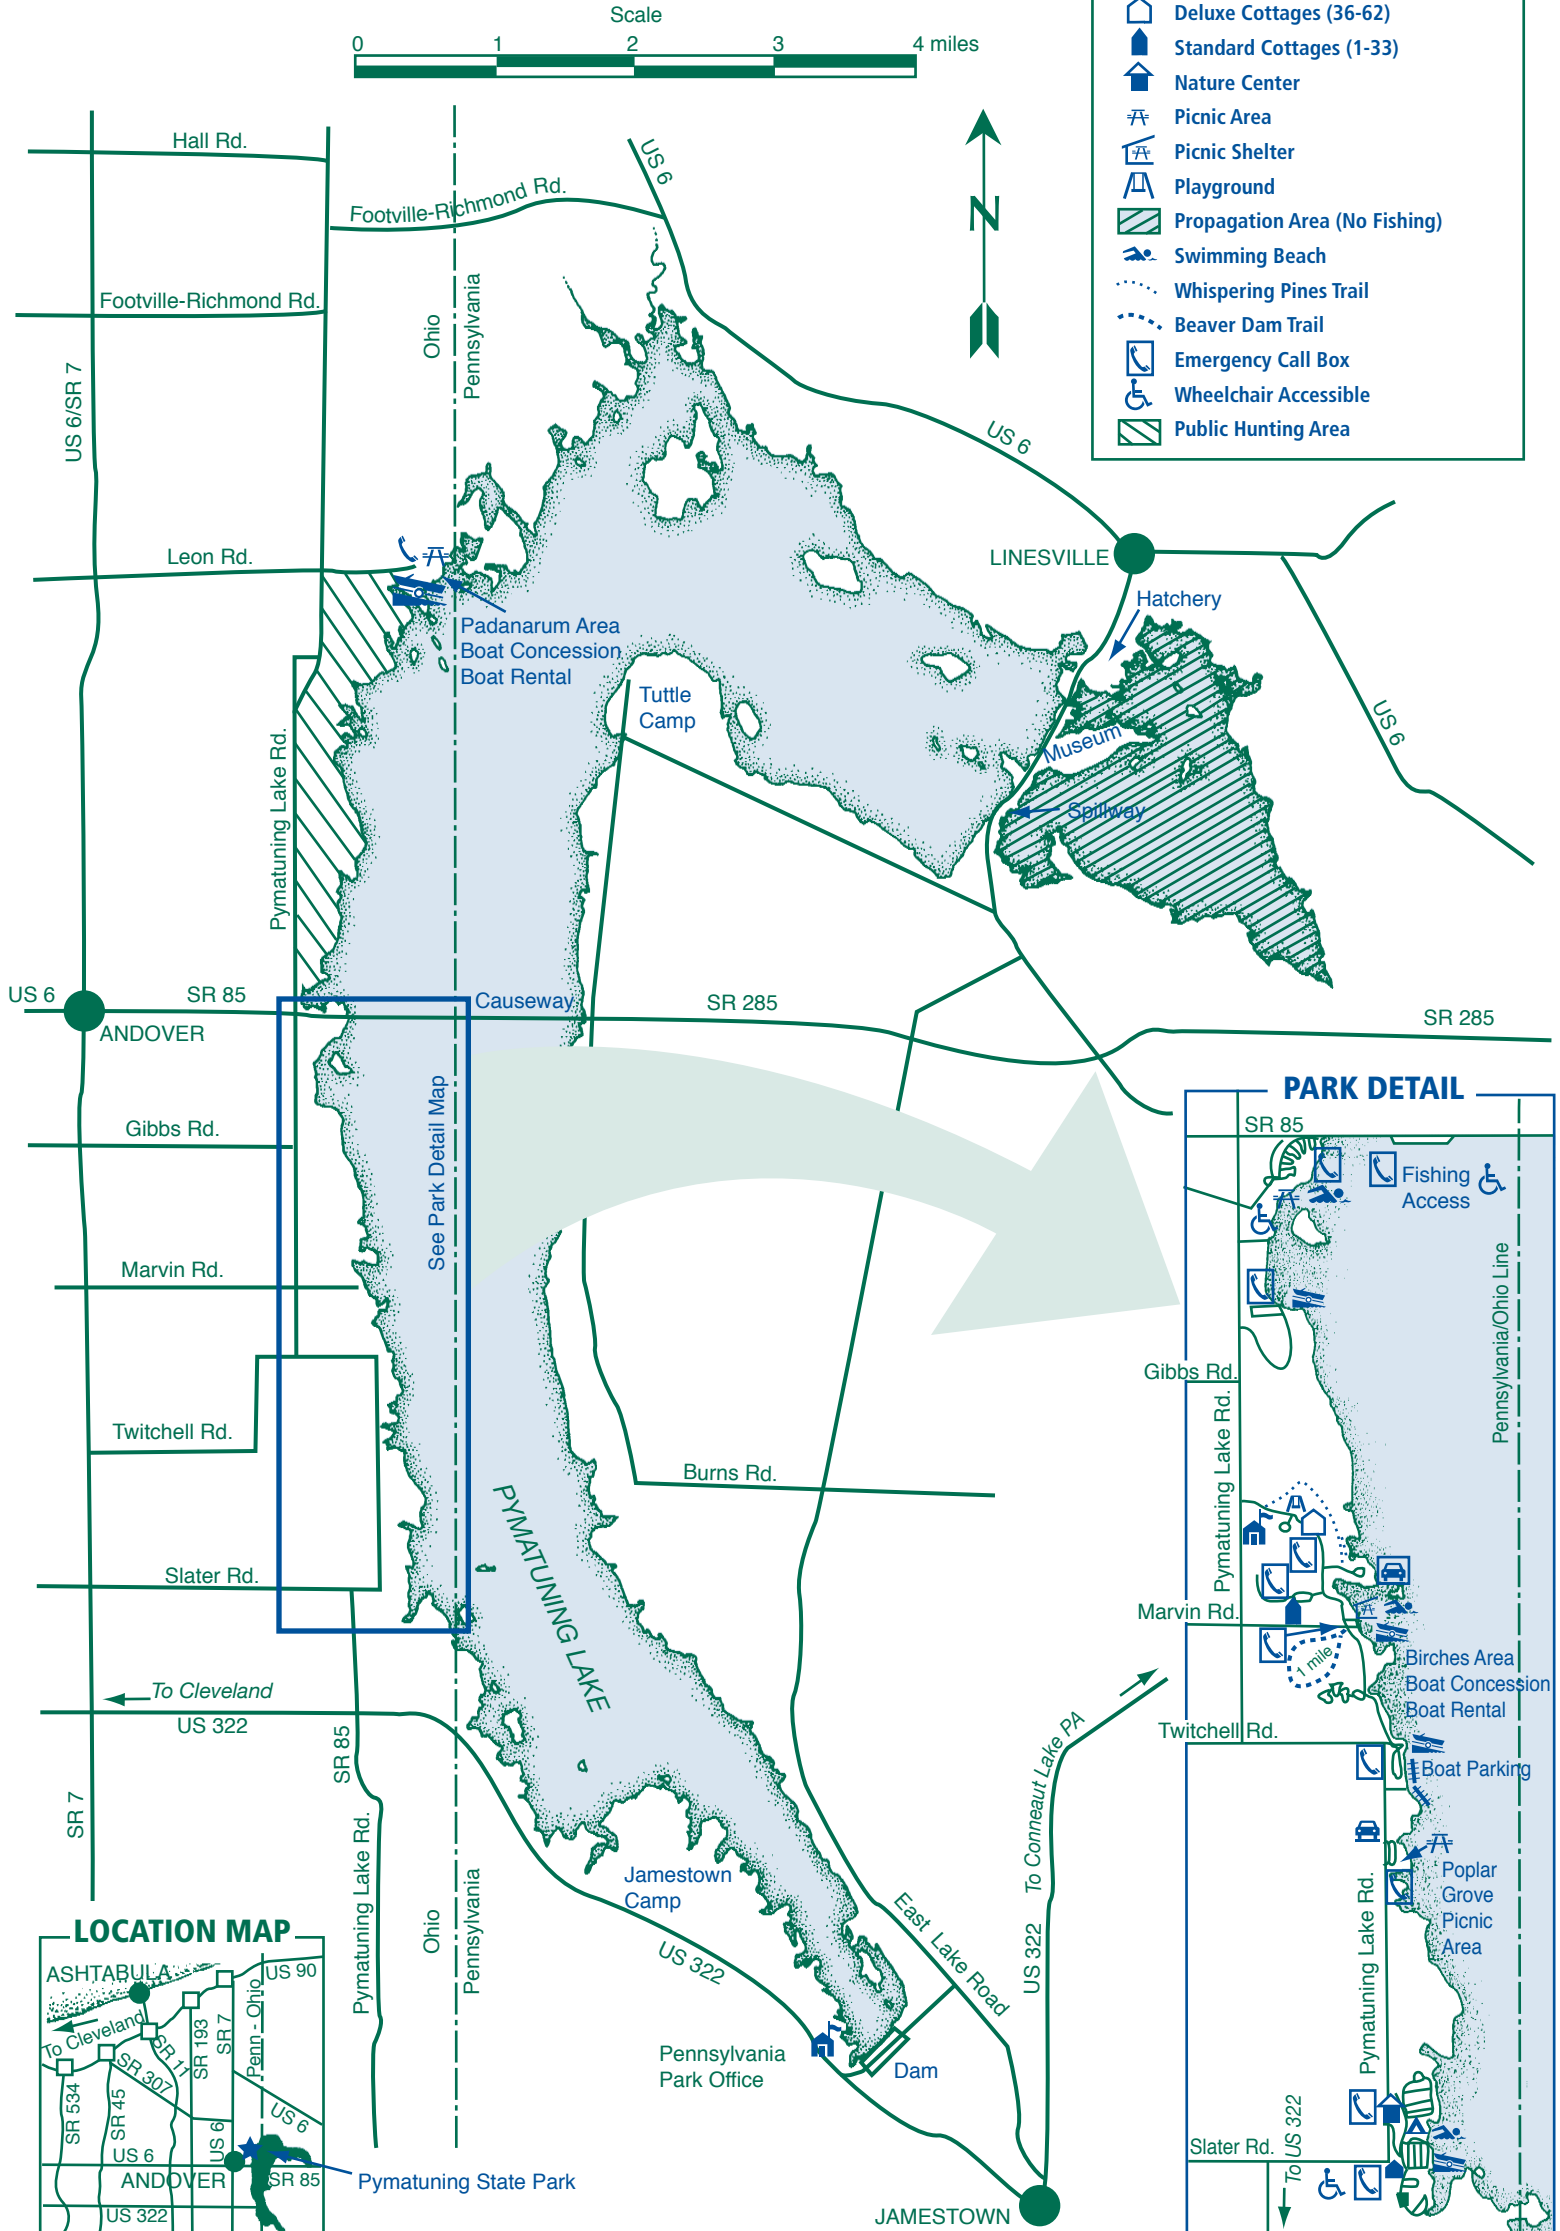 Scale
0 1 2 3 4 miles
Deluxe Cottages (36-62)
Standard Cottages (1-33)
Nature Center
Picnic Area
Picnic Shelter
Playground
Propagation Area (No Fishing)
Swimming Beach
Whispering Pines Trail
Beaver Dam Trail
Emergency Call Box
Wheelchair Accessible
Public Hunting Area
N
Hall Rd.
US 6
Footville-Richmond Rd.
Footville-Richmond Rd.
Ohio
Pennsylvania
US 6/SR 7
US 6
Leon Rd.
LINESVILLE
Hatchery
Padanarum Area
Boat Concession
Boat Rental
Tuttle
Camp
Museum
US 6
Spillway
Pymatuning Lake Rd.
US 6
SR 85
Causeway
SR 285
SR 285
ANDOVER
See Park Detail Map
Gibbs Rd.
Marvin Rd.
Twitchell Rd.
Burns Rd.
PYMATUNING LAKE
Slater Rd.
To Cleveland
US 322
SR 85
SR 7
Pymatuning Lake Rd.
Ohio
Pennsylvania
Jamestown
Camp
US 322
East Lake Road
US 322
To Conneaut Lake PA
Pennsylvania
Park Office
Dam
JAMESTOWN
PARK DETAIL
SR 85
Fishing
Access
Pennsylvania/Ohio Line
Gibbs Rd.
Pymatuning Lake Rd.
Marvin Rd.
1 mile
Birches Area
Boat Concession
Boat Rental
Twitchell Rd.
Boat Parking
Poplar
Grove
Picnic
Area
Pymatuning Lake Rd.
Slater Rd.
To US 322
LOCATION MAP
ASHTABULA
US 90
To Cleveland
SR 11
SR 193
SR 7
Penn - Ohio
SR 307
SR 534
SR 45
US 6
US 6
US 6
ANDOVER
SR 85
US 322
Pymatuning State Park